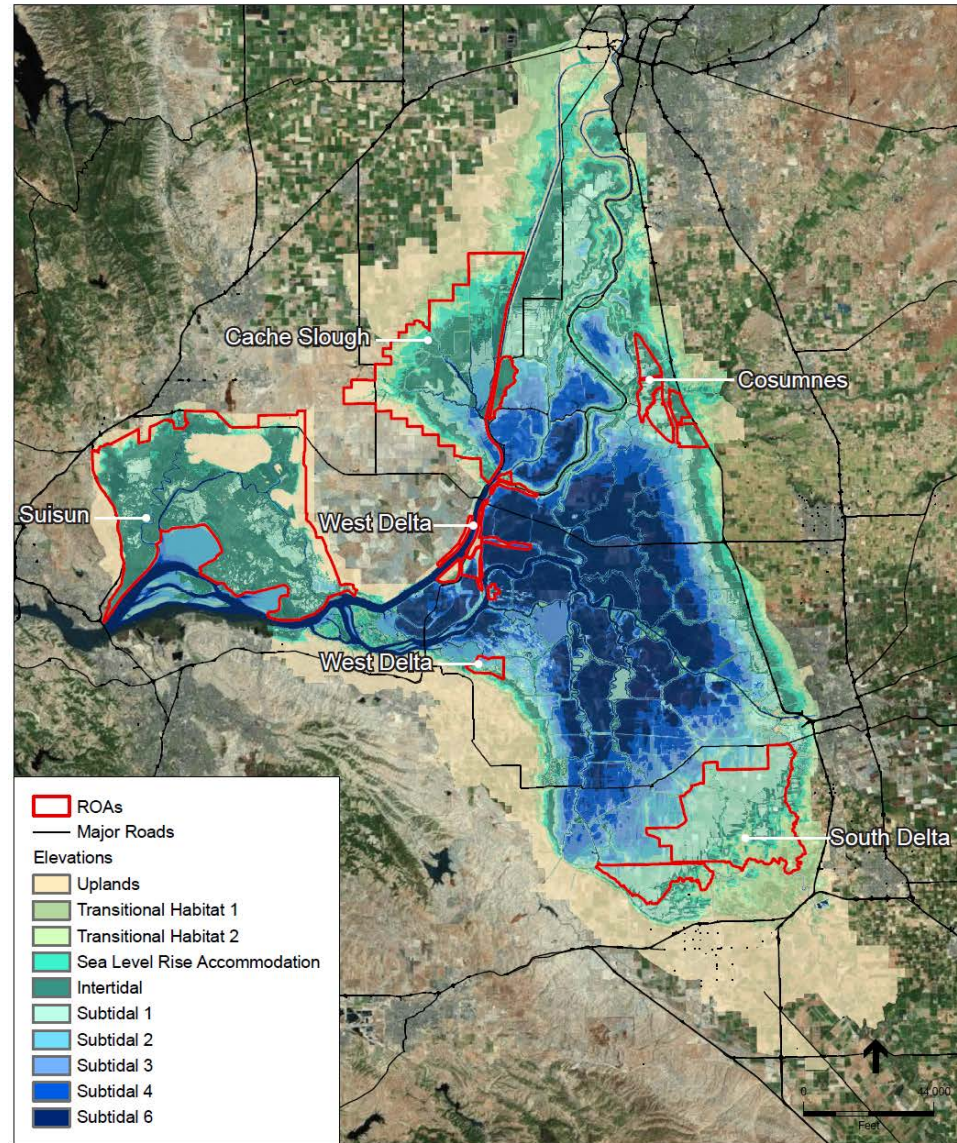 Cache Slough
Cosumnes
Suisun
West Delta
West Delta
South Delta
ROAs
Major Roads
Elevations
Uplands
Transitional Habitat 1
Transitional Habitat 2
Sea Level Rise Accommodation
Intertidal
Subtidal 1
Subtidal 2
Subtidal 3
Subtidal 4
Subtidal 6
0
Feet